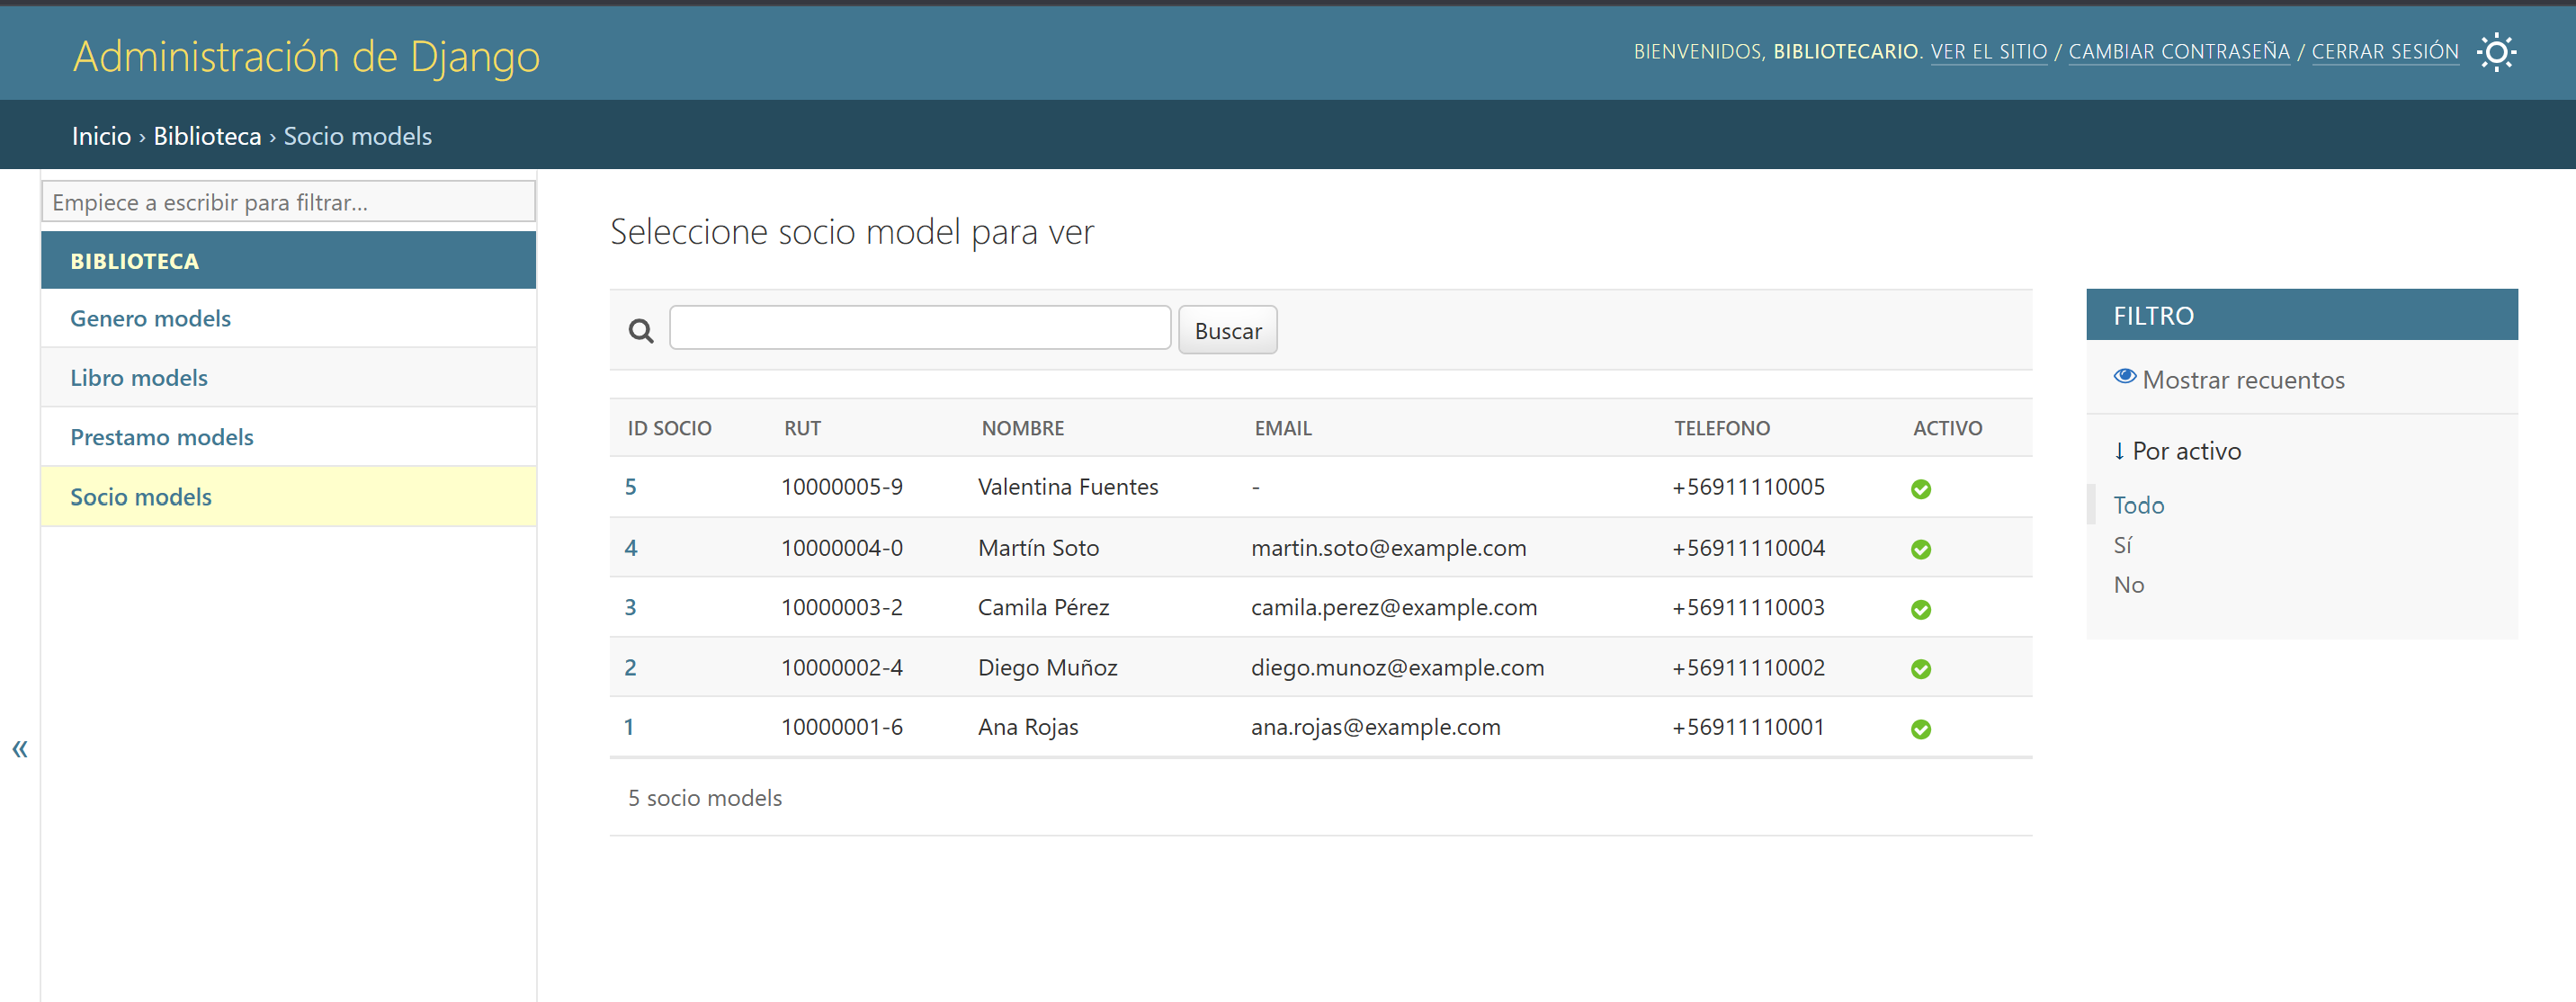 Administración de Django
BIENVENIDOS, BIBLIOTECARIO. VER EL SITIO / CAMBIAR CONTRASEÑA / CERRAR SESIÓN
Inicio › Biblioteca › Socio models
Empiece a escribir para filtrar...
BIBLIOTECA
Genero models
Libro models
Prestamo models
Socio models
«
Seleccione socio model para ver
Buscar
ID SOCIO RUT NOMBRE EMAIL TELEFONO ACTIVO
5 10000005-9 Valentina Fuentes - +56911110005
4 10000004-0 Martín Soto martin.soto@example.com +56911110004
3 10000003-2 Camila Pérez camila.perez@example.com +56911110003
2 10000002-4 Diego Muñoz diego.munoz@example.com +56911110002
1 10000001-6 Ana Rojas ana.rojas@example.com +56911110001
5 socio models
FILTRO
Mostrar recuentos
↓ Por activo
Todo
Sí
No